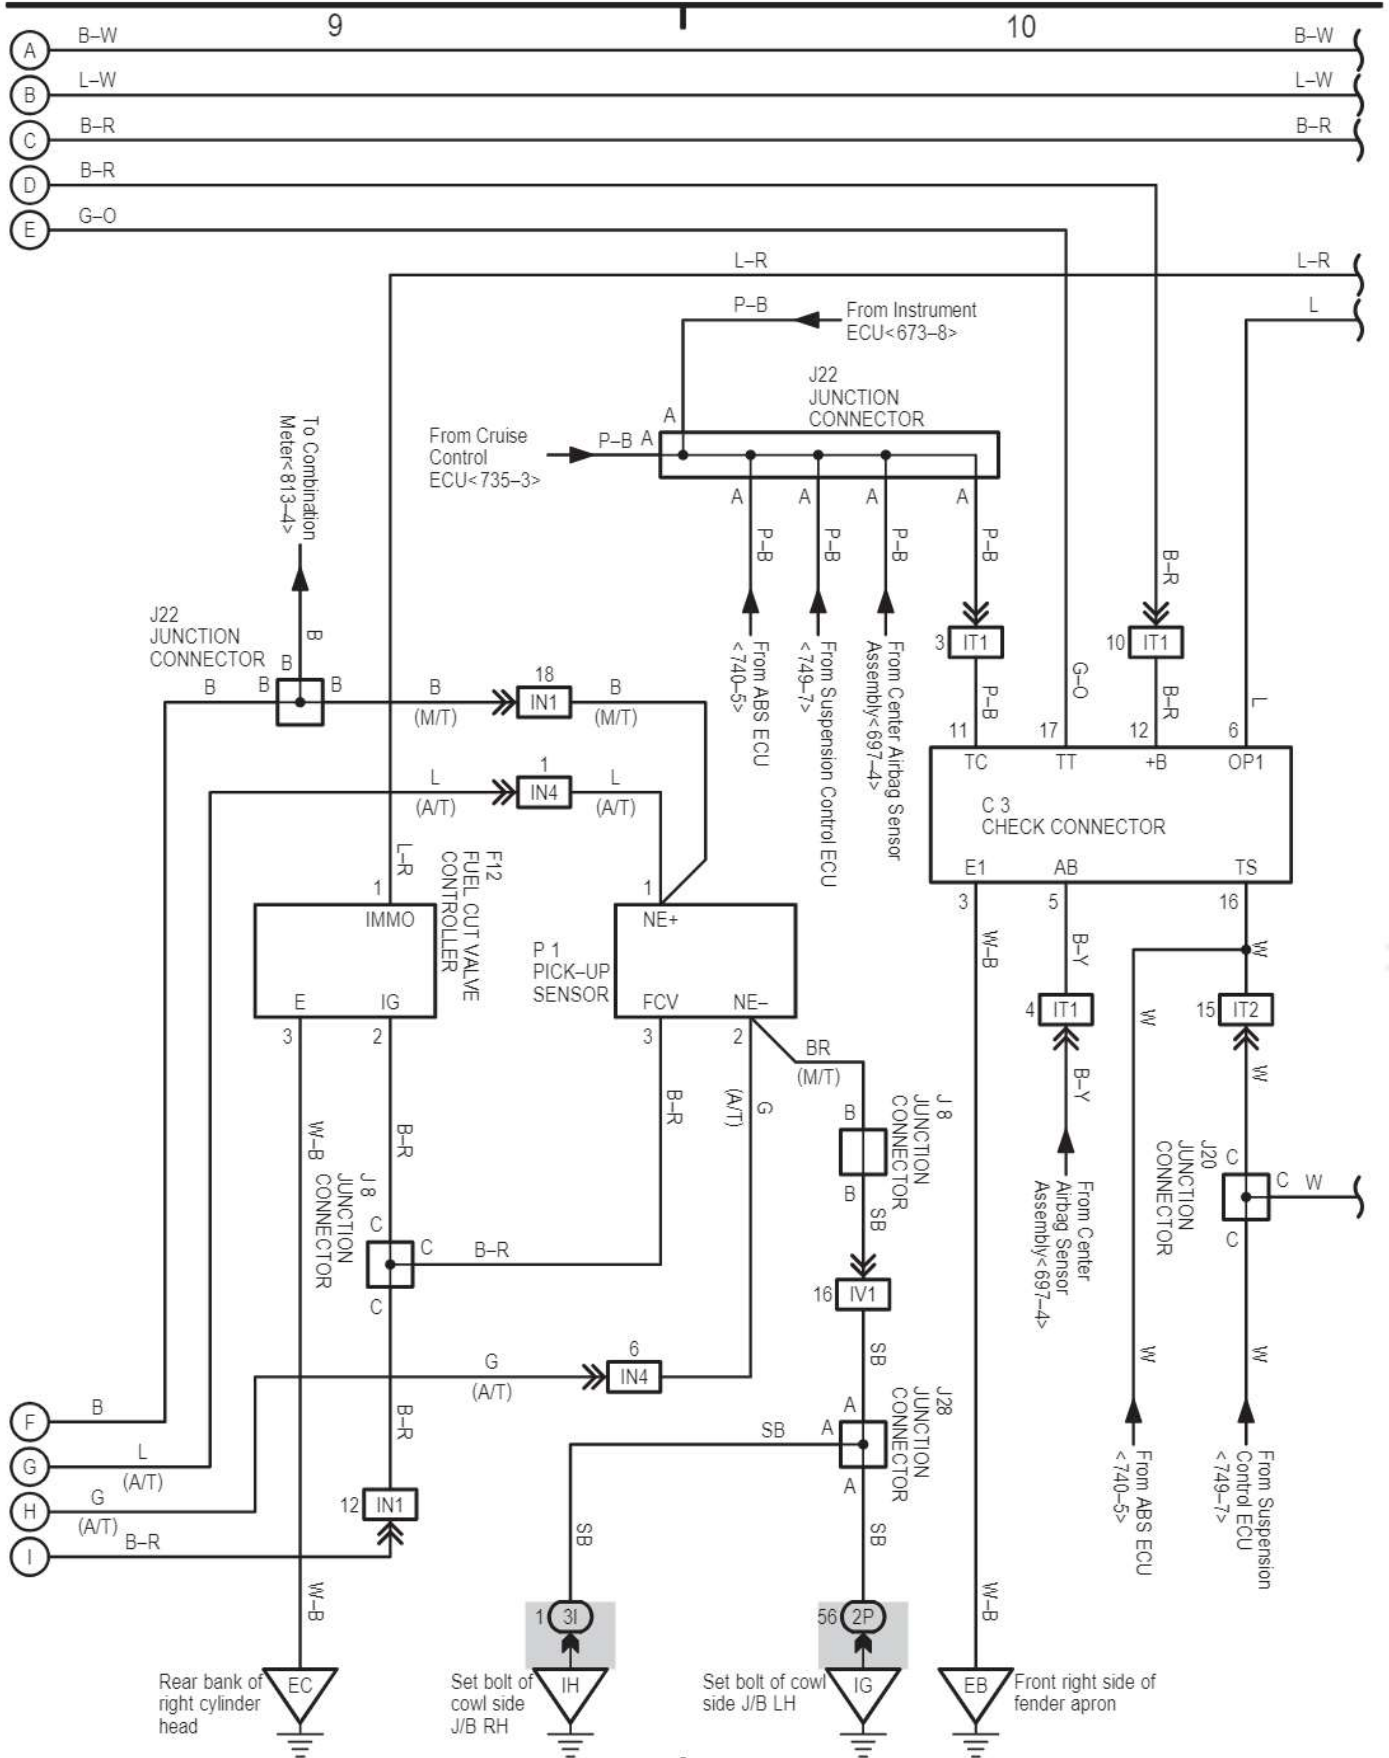 9
10
A
B–W
B–W
B
L–W
L–W
C
B–R
B–R
D
B–R
E
G–O
L–R
L–R
P–B
From Instrument
ECU<673–8>
L
J22
JUNCTION
CONNECTOR
A
From Cruise
Control
ECU<735–3>
P–B
A
A
A
A
A
P–B
P–B
P–B
P–B
B–R
To Combination
Meter<813–4>
J22
JUNCTION
CONNECTOR
B
B
B
B
B
B
(M/T)
18
IN1
B
(M/T)
From ABS ECU
<740–5>
From Suspension Control ECU
<749–7>
From Center Airbag Sensor
Assembly<697–4>
3
IT1
10
IT1
P–B
G–O
B–R
L
L
(A/T)
1
IN4
L
(A/T)
11
17
12
6
TC
TT
+B
OP1
C 3
CHECK CONNECTOR
E1
AB
TS
3
5
16
L–R
F12
FUEL CUT VALVE
CONTROLLER
1
IMMO
E
IG
3
2
1
NE+
P 1
PICK–UP
SENSOR
FCV
NE–
3
2
W–B
B–Y
W
W
4
IT1
15
IT2
BR
(M/T)
B–Y
W
W–B
B–R
B–R
G
(A/T)
B
J 8
JUNCTION
CONNECTOR
B
SB
J 8
JUNCTION
CONNECTOR
C
C
B–R
C
From Center
Airbag Sensor
Assembly<697–4>
J20
JUNCTION
CONNECTOR
C
C
W
C
16
IV1
SB
W
W
G
(A/T)
6
IN4
B–R
SB
A
A
A
J28
JUNCTION
CONNECTOR
F
B
G
L
(A/T)
H
G
(A/T)
I
B–R
12
IN1
SB
SB
From ABS ECU
<740–5>
From Suspension
Control ECU
<749–7>
W–B
W–B
1
3I
56
2P
Rear bank of
right cylinder
head
EC
Set bolt of
cowl side
J/B RH
IH
Set bolt of cowl
side J/B LH
IG
EB
Front right side of
fender apron